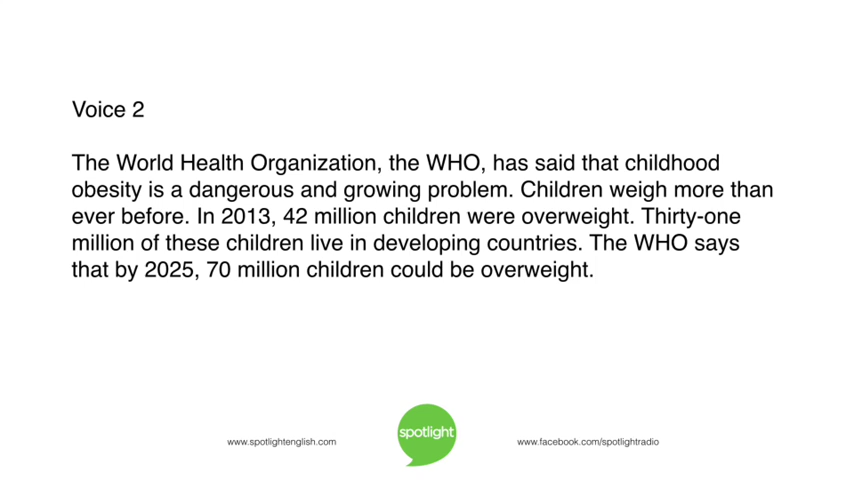 Voice 2
The World Health Organization, the WHO, has said that childhood
obesity is a dangerous and growing problem. Children weigh more than
ever before. In 2013, 42 million children were overweight. Thirty-one
million of these children live in developing countries. The WHO says
that by 2025, 70 million children could be overweight.
www.spotlightenglish.com
spotlight
www.facebook.com/spotlightradio